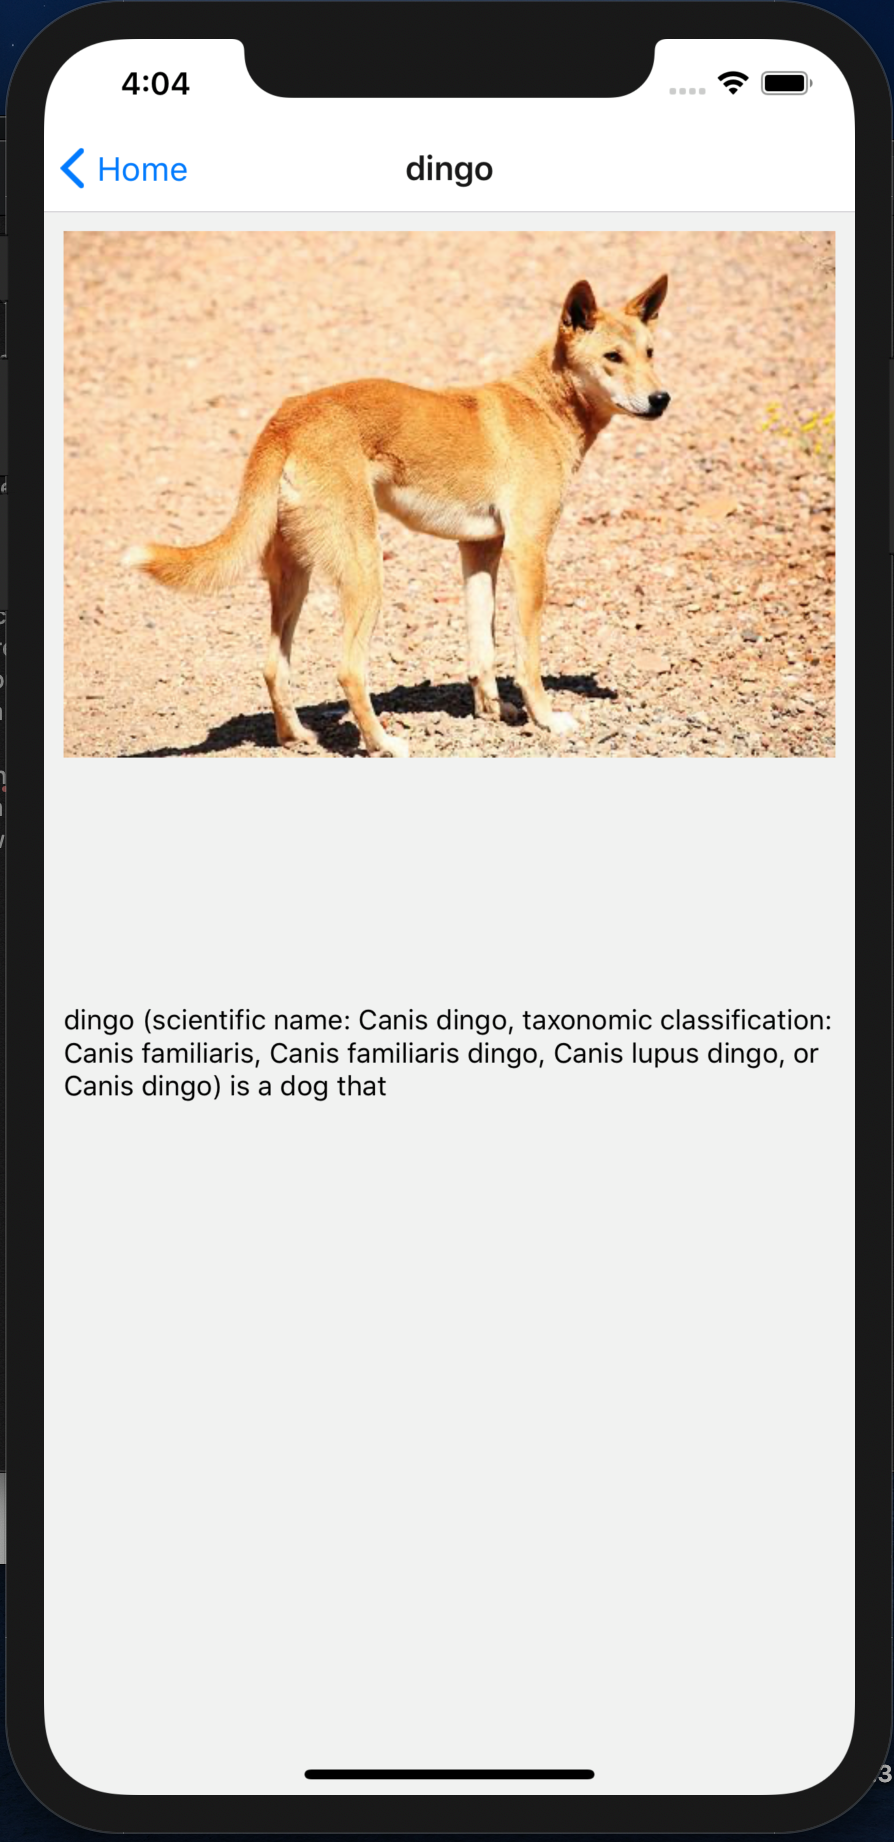 4:04
Home
dingo
dingo (scientific name: Canis dingo, taxonomic classification:
Canis familiaris, Canis familiaris dingo, Canis lupus dingo, or
Canis dingo) is a dog that